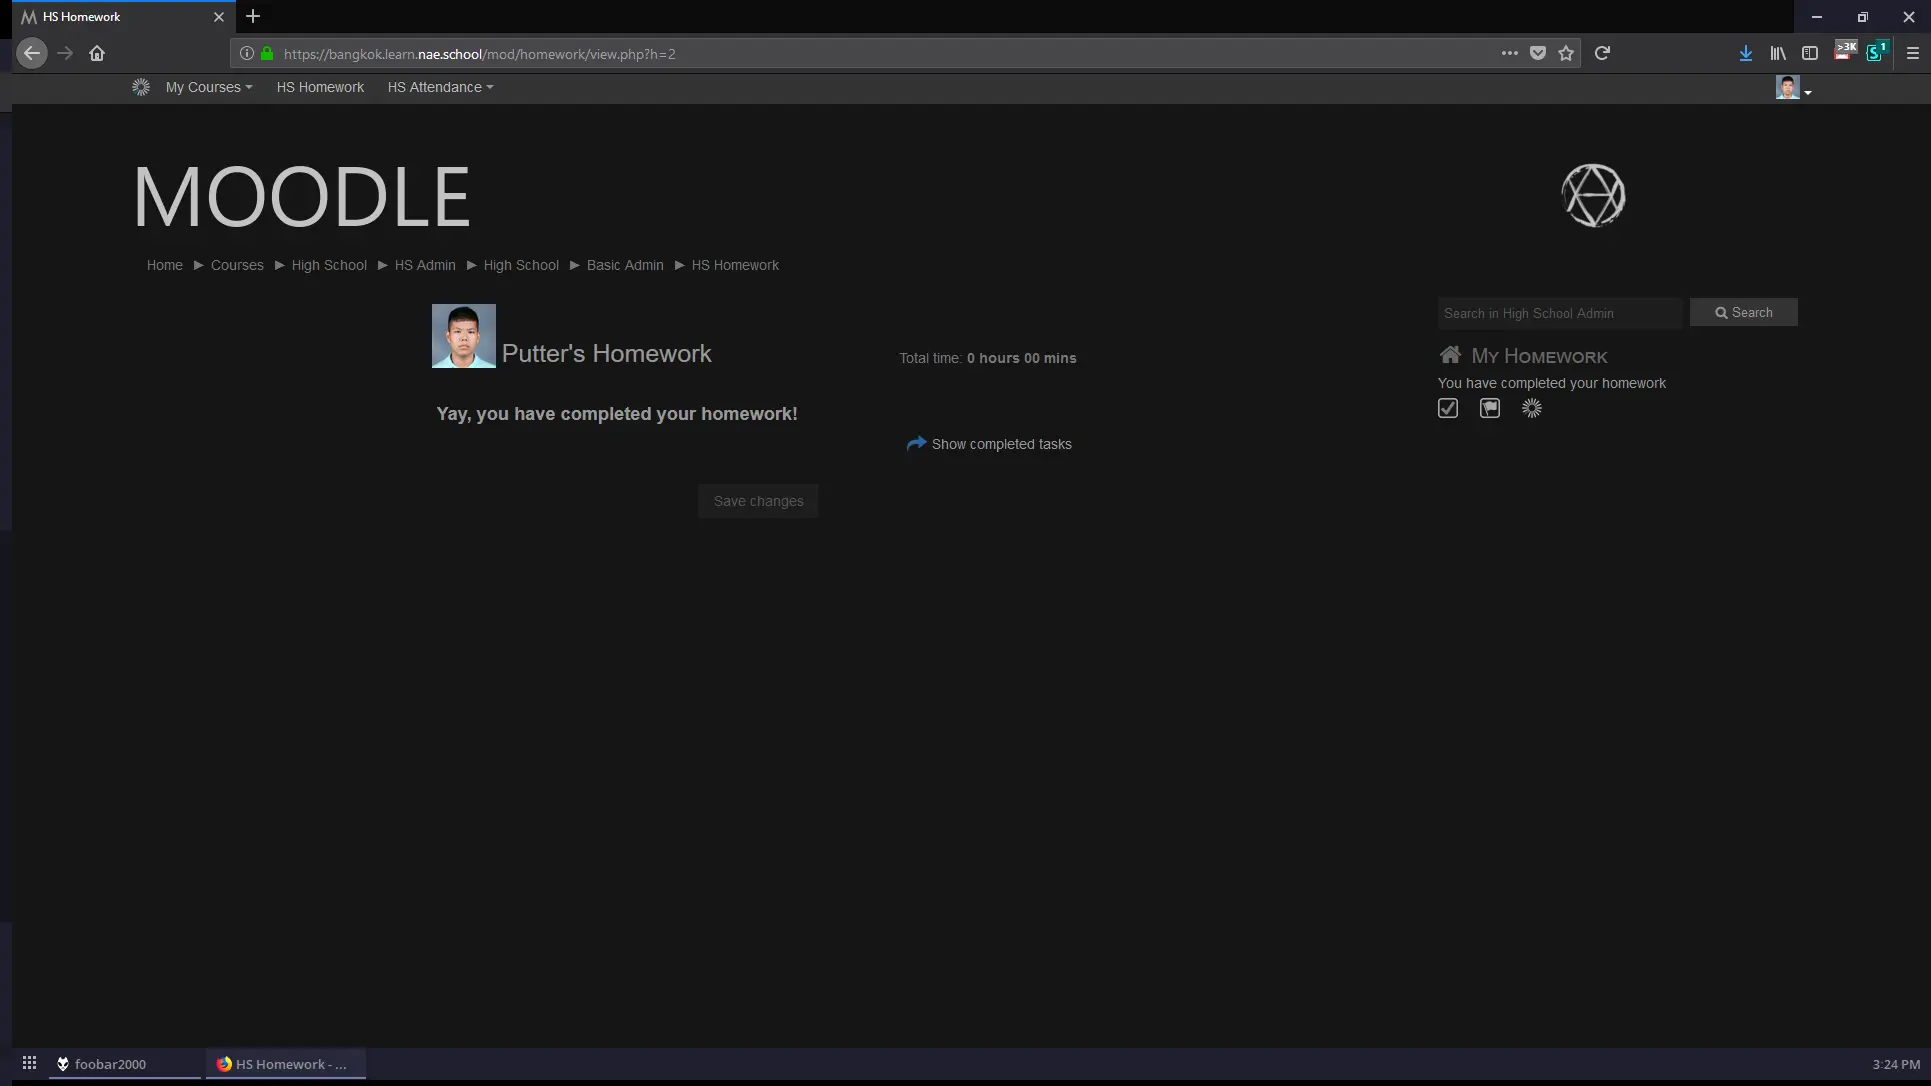 HS Homework
https://bangkok.learn.nae.school/mod/homework/view.php?h=2
>3K
S 1
My Courses HS Homework HS Attendance
MOODLE
Home ► Courses ► High School ► HS Admin ► High School ► Basic Admin ► HS Homework
Search in High School Admin Search
Putter's Homework
Total time: 0 hours 00 mins
My Homework
You have completed your homework
Yay, you have completed your homework!
Show completed tasks
Save changes
foobar2000
HS Homework - ...
3:24 PM